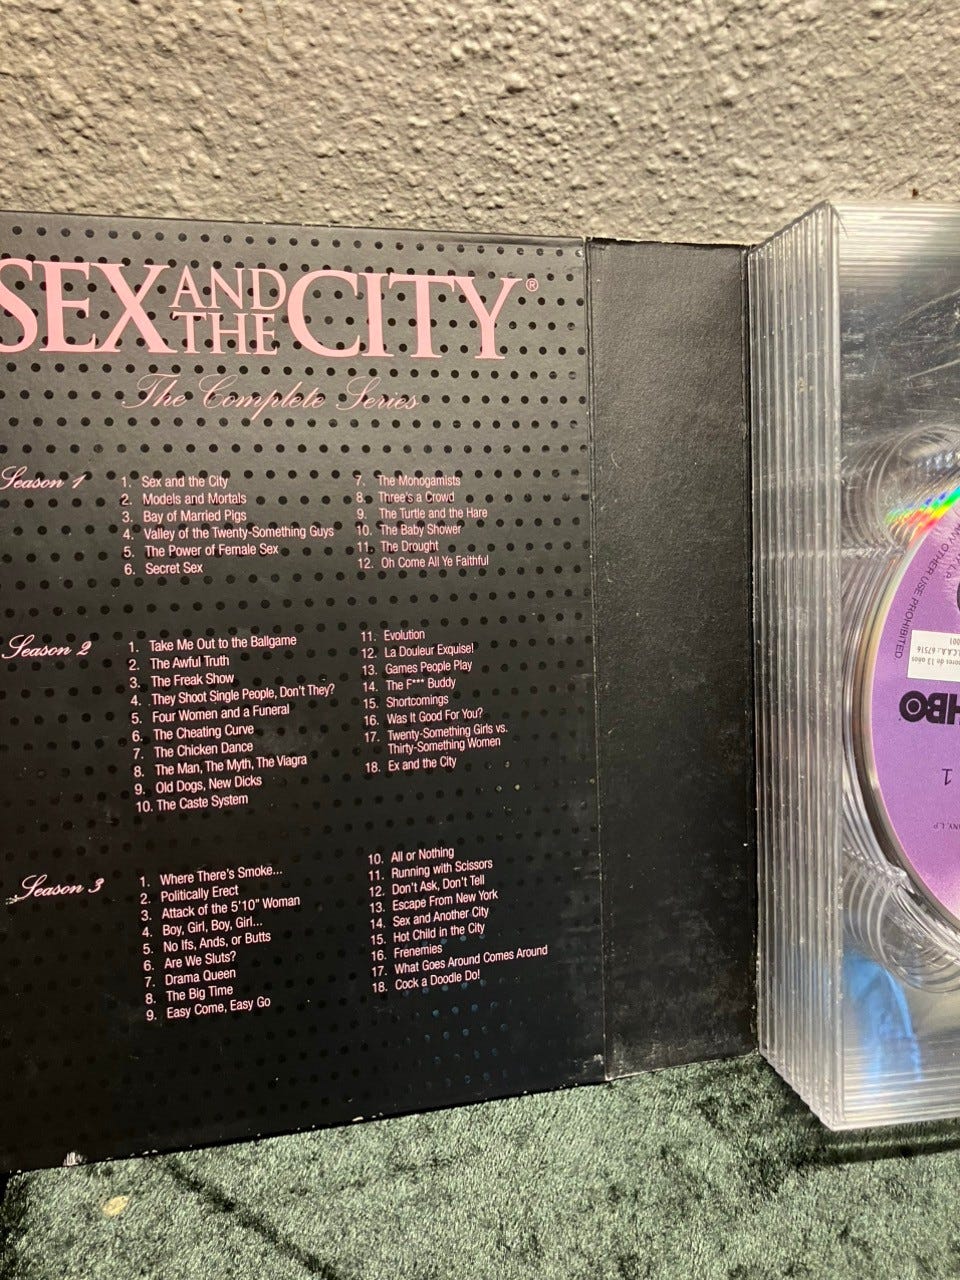 SEX AND THE CITY®
The Complete Series
Season 1
1. Sex and the City
2. Models and Mortals
3. Bay of Married Pigs
4. Valley of the Twenty-Something Guys
5. The Power of Female Sex
6. Secret Sex
7. The Monogamists
8. Three's a Crowd
9. The Turtle and the Hare
10. The Baby Shower
11. The Drought
12. Oh Come All Ye Faithful
Season 2
1. Take Me Out to the Ballgame
2. The Awful Truth
3. The Freak Show
4. They Shoot Single People, Don't They?
5. Four Women and a Funeral
6. The Cheating Curve
7. The Chicken Dance
8. The Man, The Myth, The Viagra
9. Old Dogs, New Dicks
10. The Caste System
11. Evolution
12. La Douleur Exquise!
13. Games People Play
14. The F*** Buddy
15. Shortcomings
16. Was It Good For You?
17. Twenty-Something Girls vs.
Thirty-Something Women
18. Ex and the City
Season 3
1. Where There's Smoke...
2. Politically Erect
3. Attack of the 5'10" Woman
4. Boy, Girl, Boy, Girl...
5. No Ifs, Ands, or Butts
6. Are We Sluts?
7. Drama Queen
8. The Big Time
9. Easy Come, Easy Go
10. All or Nothing
11. Running with Scissors
12. Don't Ask, Don't Tell
13. Escape From New York
14. Sex and Another City
15. Hot Child in the City
16. Frenemies
17. What Goes Around Comes Around
18. Cock a Doodle Do!
ANY OTHER USE PROHIBITED.
de 13 años
67516
HBO
1